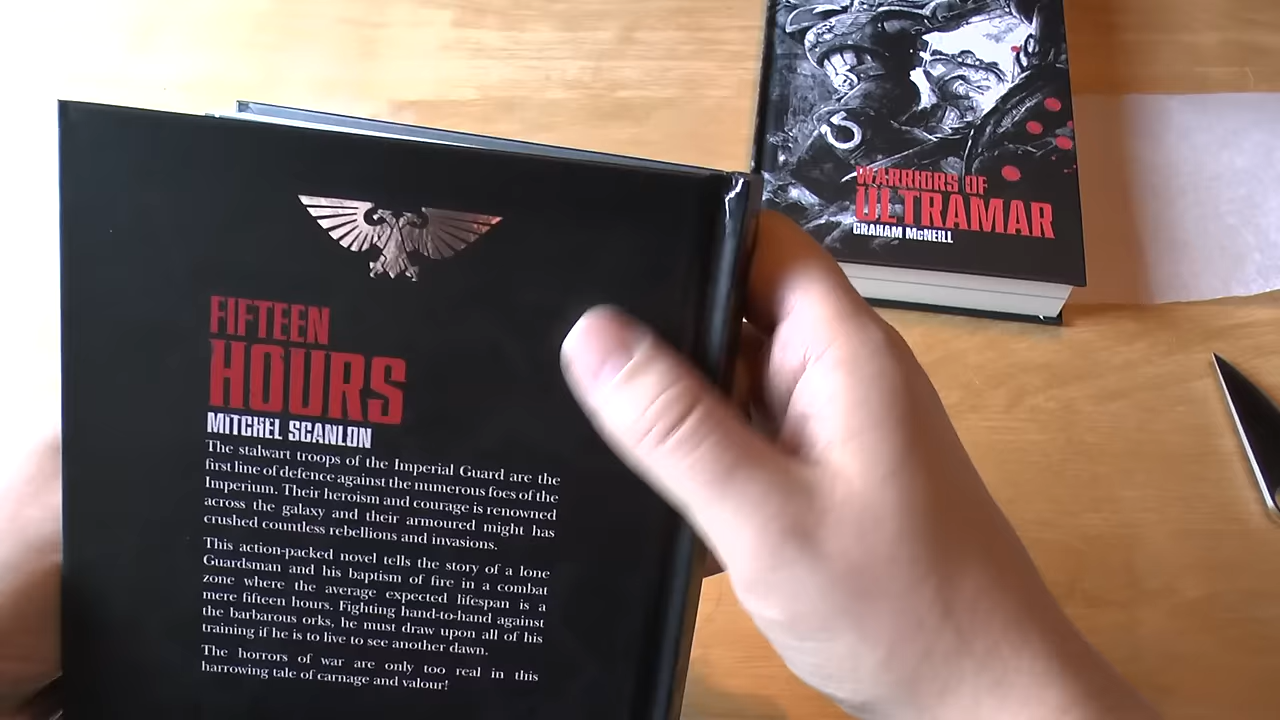 WARRIORS OF
ULTRAMAR
GRAHAM McNEILL
FIFTEEN
HOURS
MITCHEL SCANLON
The stalwart troops of the Imperial Guard are the
first line of defence against the numerous foes of the
Imperium. Their heroism and courage is renowned
across the galaxy and their armoured might has
crushed countless rebellions and invasions.
This action-packed novel tells the story of a lone
Guardsman and his baptism of fire in a combat
zone where the average expected lifespan is a
mere fifteen hours. Fighting hand-to-hand against
the barbarous orks, he must draw upon all of his
training if he is to live to see another dawn.
The horrors of war are only too real in this
harrowing tale of carnage and valour!